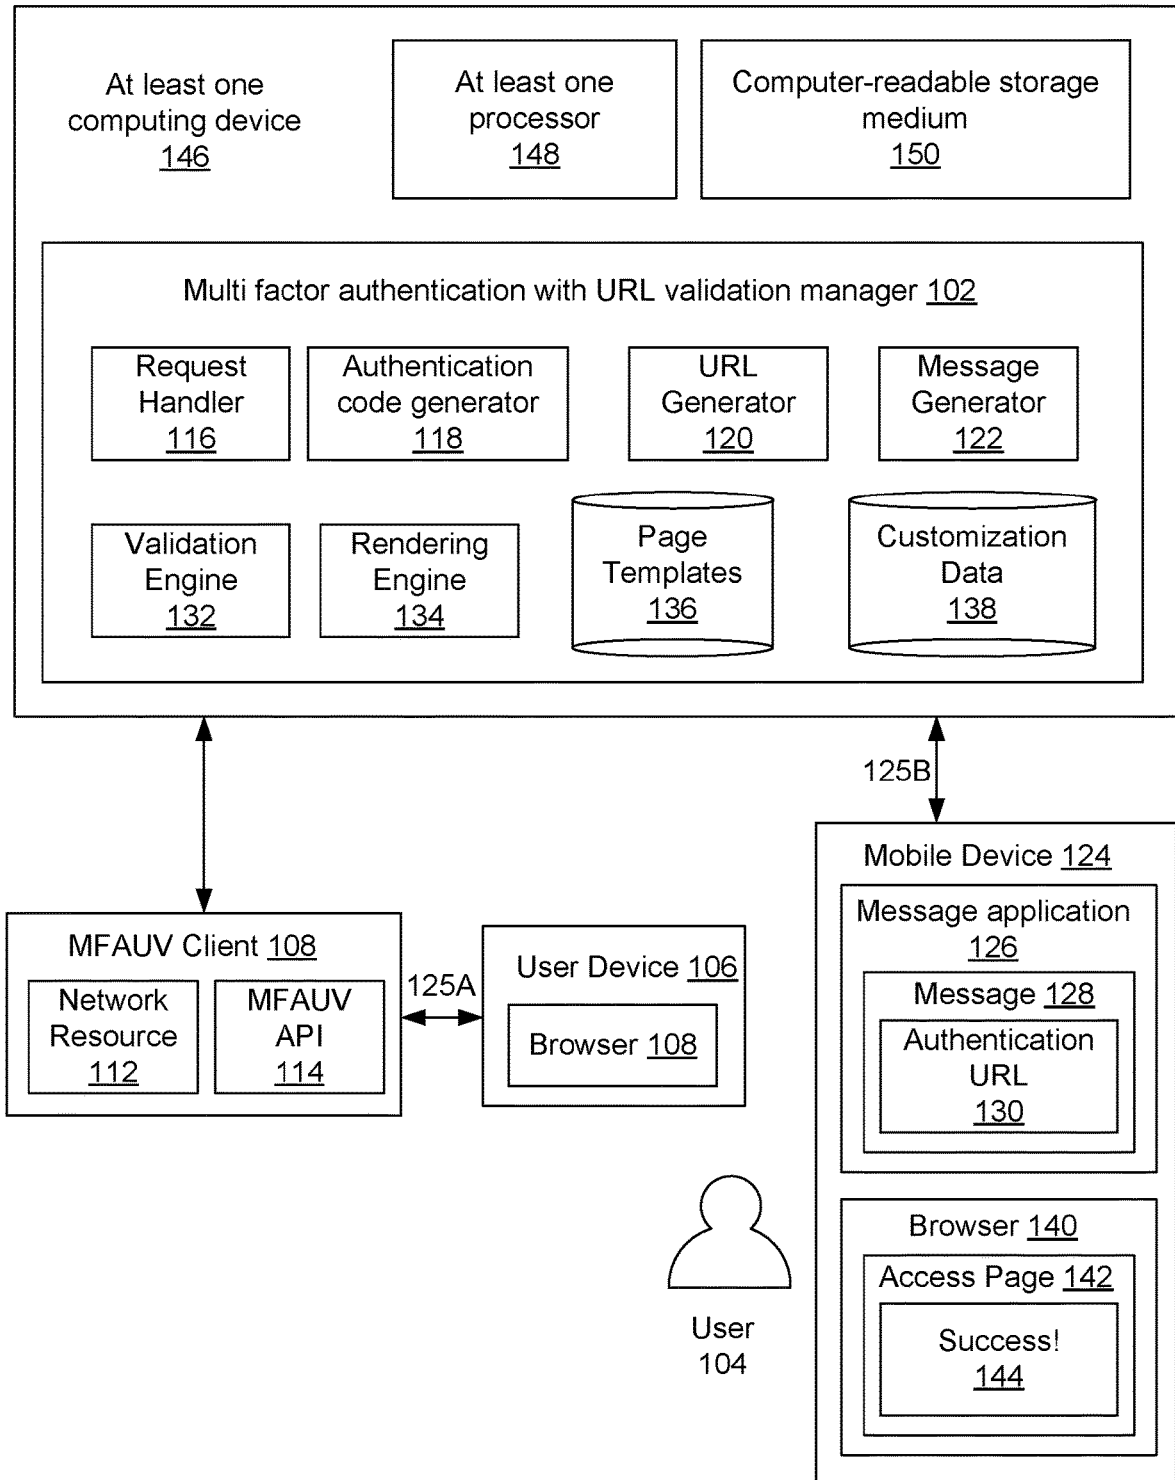 At least one
computing device
146
At least one
processor
148
Computer-readable storage
medium
150
Multi factor authentication with URL validation manager 102
Request
Handler
116
Authentication
code generator
118
URL
Generator
120
Message
Generator
122
Validation
Engine
132
Rendering
Engine
134
Page
Templates
136
Customization
Data
138
125B
MFAUV Client 108
Network
Resource
112
MFAUV
API
114
125A
User Device 106
Browser 108
Mobile Device 124
Message application
126
Message 128
Authentication
URL
130
Browser 140
Access Page 142
Success!
144
User
104